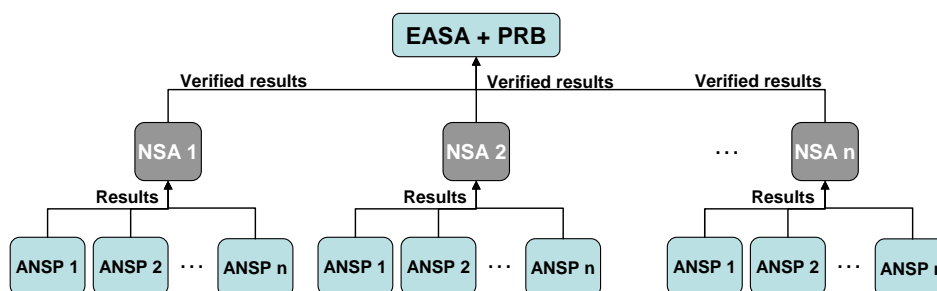 EASA + PRB
Verified results Verified results Verified results
NSA 1 NSA 2 ... NSA n
Results Results Results
ANSP 1 ANSP 2 ... ANSP n ANSP 1 ANSP 2 ... ANSP n ANSP 1 ANSP 2 ... ANSP n